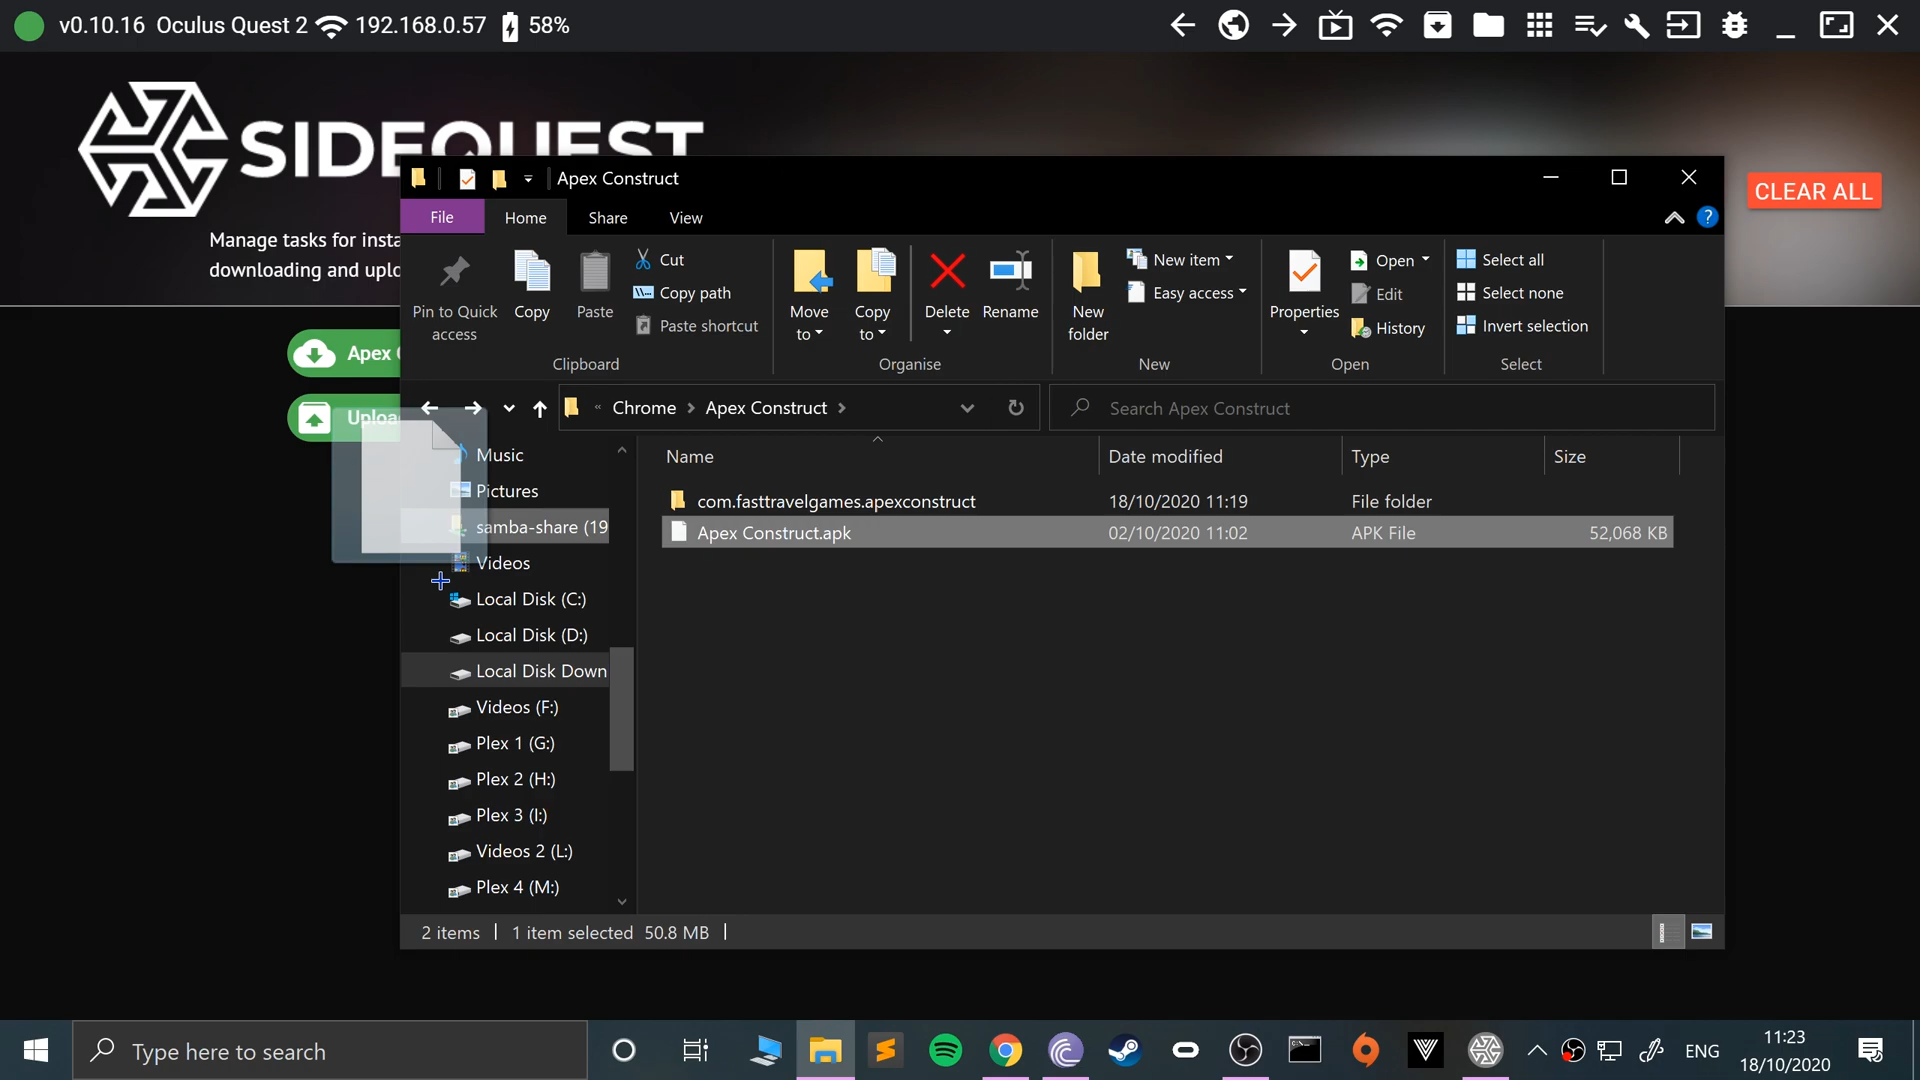 v0.10.16 Oculus Quest 2 192.168.0.57 58%
SIDEQUEST
Manage tasks for insta
downloading and uplo
CLEAR ALL
Apex C
Uploa
Apex Construct
File Home Share View
Pin to Quick access
Copy
Paste
Cut
Copy path
Paste shortcut
Clipboard
Move to
Copy to
Delete
Rename
Organise
New folder
New item
Easy access
New
Properties
Open
Edit
History
Open
Select all
Select none
Invert selection
Select
« Chrome > Apex Construct >
Search Apex Construct
Name Date modified Type Size
com.fasttravelgames.apexconstruct 18/10/2020 11:19 File folder
Apex Construct.apk 02/10/2020 11:02 APK File 52,068 KB
Music
Pictures
samba-share (19
Videos
Local Disk (C:)
Local Disk (D:)
Local Disk Down
Videos (F:)
Plex 1 (G:)
Plex 2 (H:)
Plex 3 (I:)
Videos 2 (L:)
Plex 4 (M:)
2 items 1 item selected 50.8 MB
Type here to search
ENG
11:23
18/10/2020